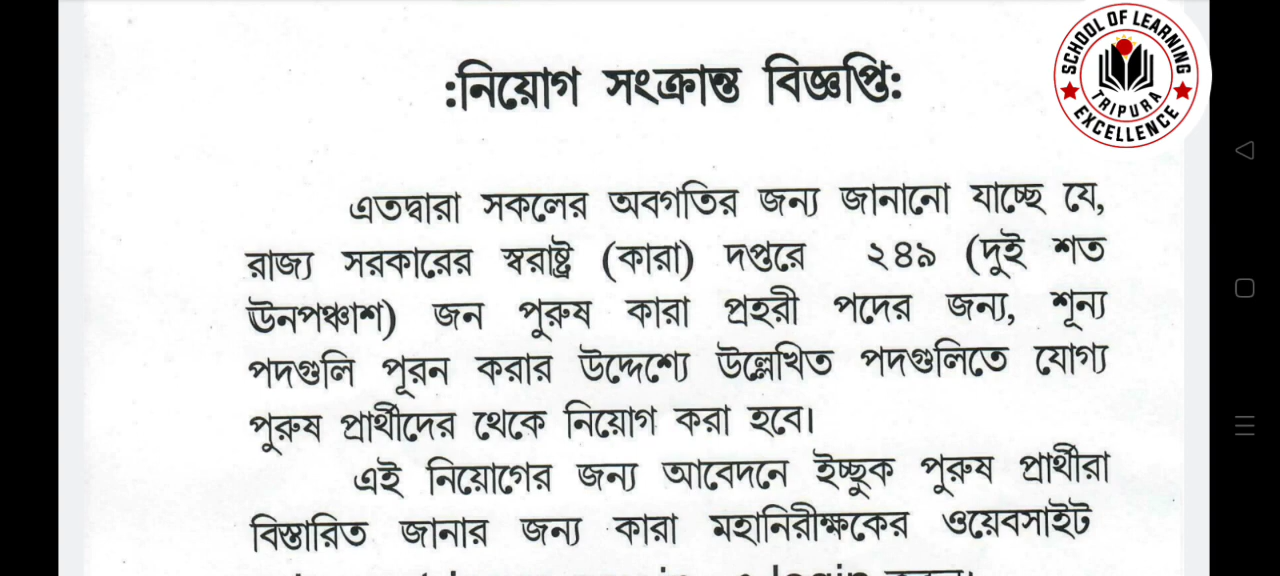 :নিয়োগ সংক্রান্ত বিজ্ঞপ্তি:
SCHOOL OF LEARNING
TRIPURA
EXCELLENCE
এতদ্বারা সকলের অবগতির জন্য জানানো যাচ্ছে যে,
রাজ্য সরকারের স্বরাষ্ট্র (কারা) দপ্তরে ২৪৯ (দুই শত
ঊনপঞ্চাশ) জন পুরুষ কারা প্রহরী পদের জন্য, শূন্য
পদগুলি পূরন করার উদ্দেশ্যে উল্লেখিত পদগুলিতে যোগ্য
পুরুষ প্রার্থীদের থেকে নিয়োগ করা হবে।
এই নিয়োগের জন্য আবেদনে ইচ্ছুক পুরুষ প্রার্থীরা
বিস্তারিত জানার জন্য কারা মহানিরীক্ষকের ওয়েবসাইট